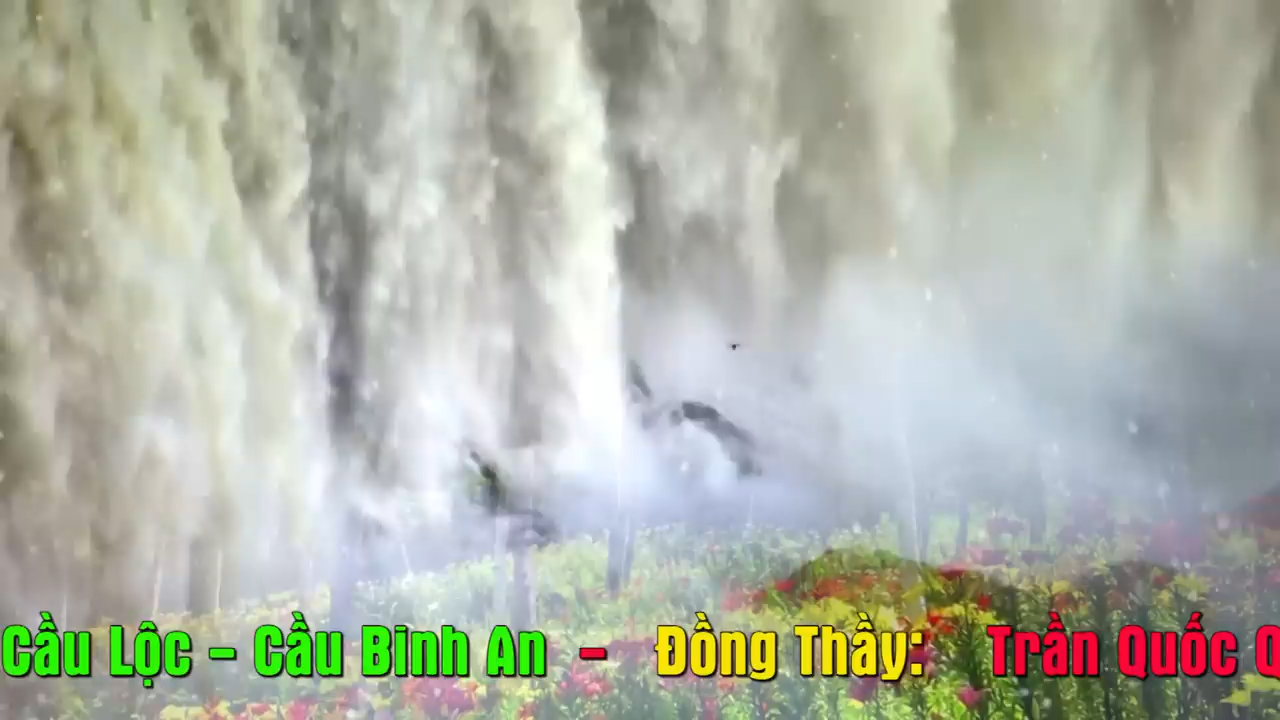 Cầu Lộc - Cầu Bình An - Đồng Thầy: Trần Quốc